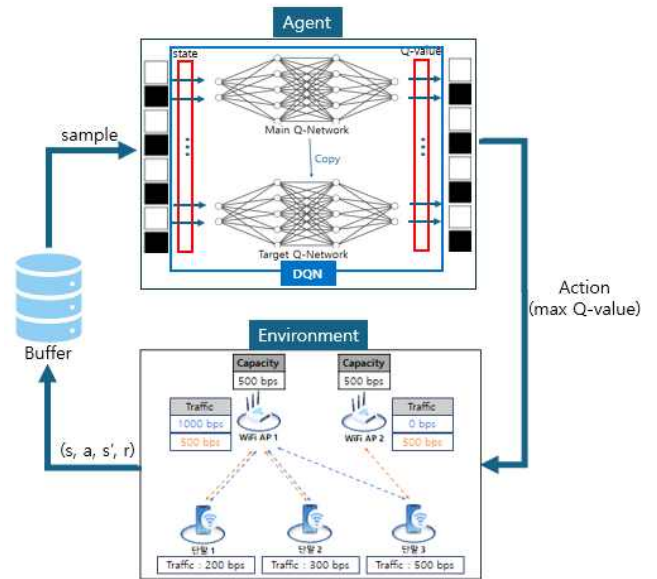 Agent
state
Q-value
Main Q-Network
Copy
Target Q-Network
DQN
sample
Buffer
Action
(max Q-value)
(s, a, s', r)
Environment
Capacity
500 bps
Capacity
500 bps
Traffic
1000 bps
500 bps
WiFi AP 1
WiFi AP 2
Traffic
0 bps
500 bps
단말 1
단말 2
단말 3
Traffic : 200 bps
Traffic : 300 bps
Traffic : 500 bps